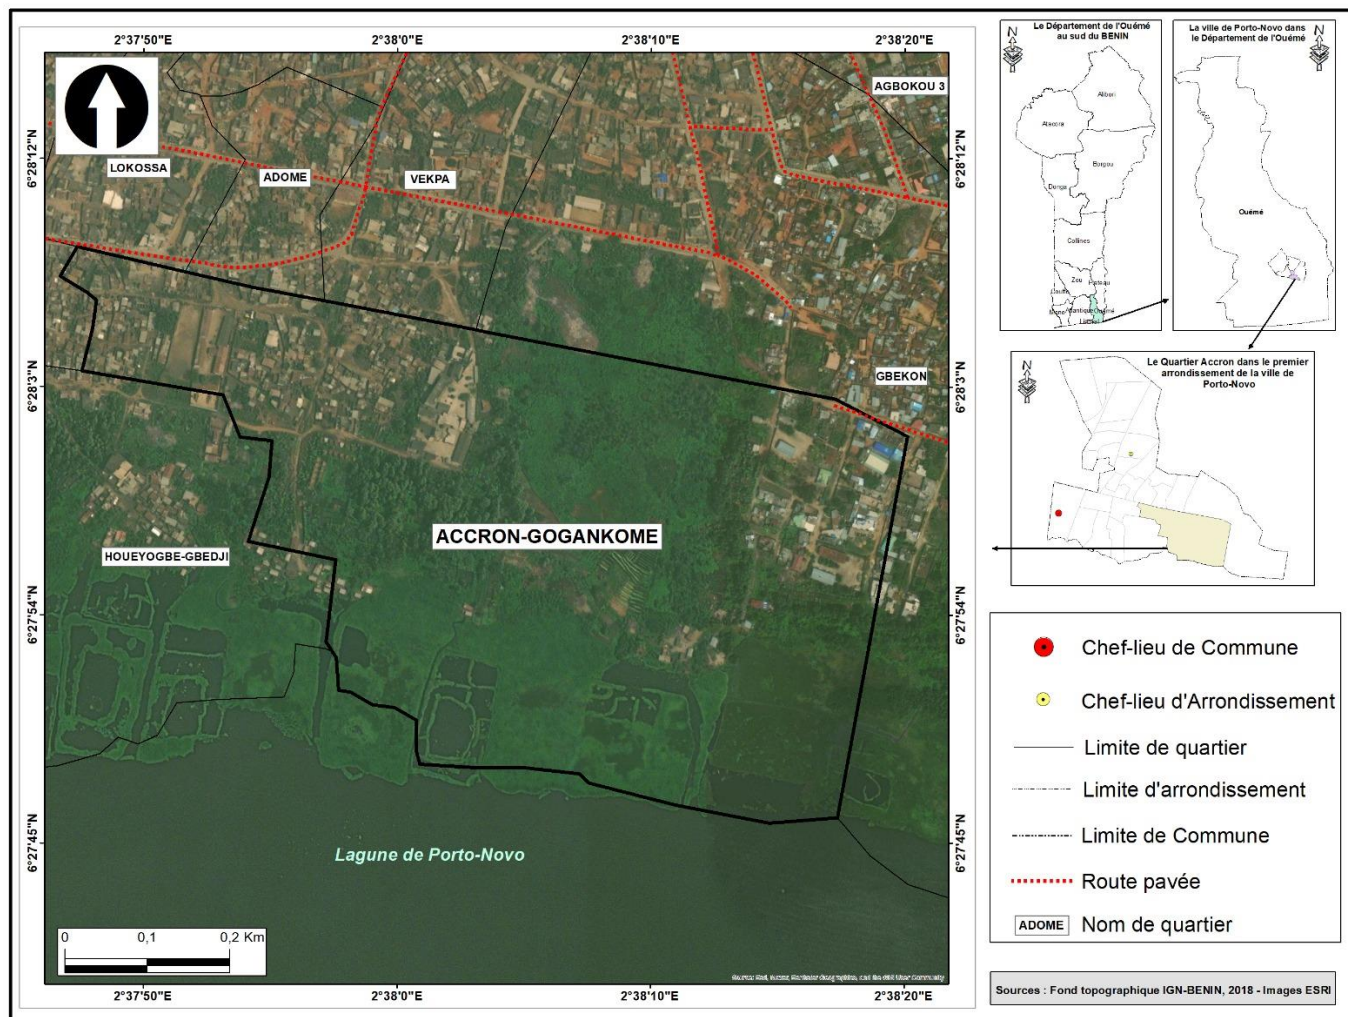 2°37'50"E
2°38'0"E
2°38'10"E
2°38'20"E
6°28'12"N
6°28'3"N
6°27'54"N
6°27'45"N
AGBOKOU 3
LOKOSSA
ADOME
VEKPA
GBEKON
ACCRON-GOGANKOME
HOUEYOGBE-GBEDJI
Lagune de Porto-Novo
0 0,1 0,2 Km
6°28'12"N
6°28'3"N
6°27'54"N
6°27'45"N
2°37'50"E
2°38'0"E
2°38'10"E
2°38'20"E
Le Département de l'Ouémé
au sud du BENIN
N
Alibori
Atacora
Borgou
Donga
Collines
Zou
Plateau
Atlantique
Ouémé
La ville de Porto-Novo dans
le Département de l'Ouémé
N
Ouémé
Le Quartier Accron dans le premier
arrondissement de la ville de
Porto-Novo
N
Chef-lieu de Commune
Chef-lieu d'Arrondissement
Limite de quartier
Limite d'arrondissement
Limite de Commune
Route pavée
ADOME Nom de quartier
Sources : Fond topographique IGN-BENIN, 2018 - Images ESRI